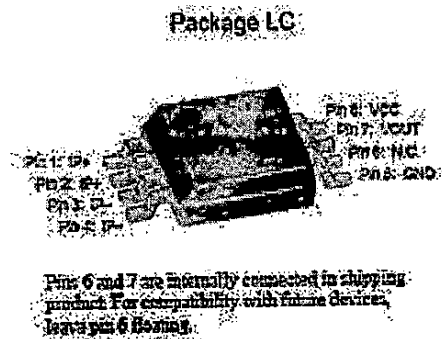 Package LC
Pin 8: VCC
Pin 7: VOUT
Pin 6: N.C.
Pin 5: GND
Pin 1: IP+
Pin 2: IP+
Pin 3: IP–
Pin 4: IP–
Pins 6 and 7 are internally connected in shipping
product. For compatibility with future devices,
leave pin 6 floating.